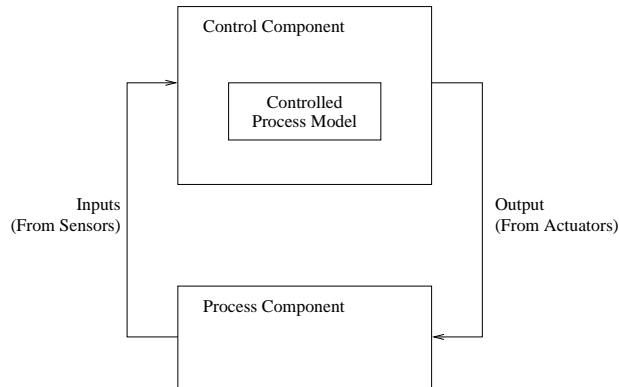 Control Component
Controlled
Process Model
Inputs
(From Sensors)
Output
(From Actuators)
Process Component